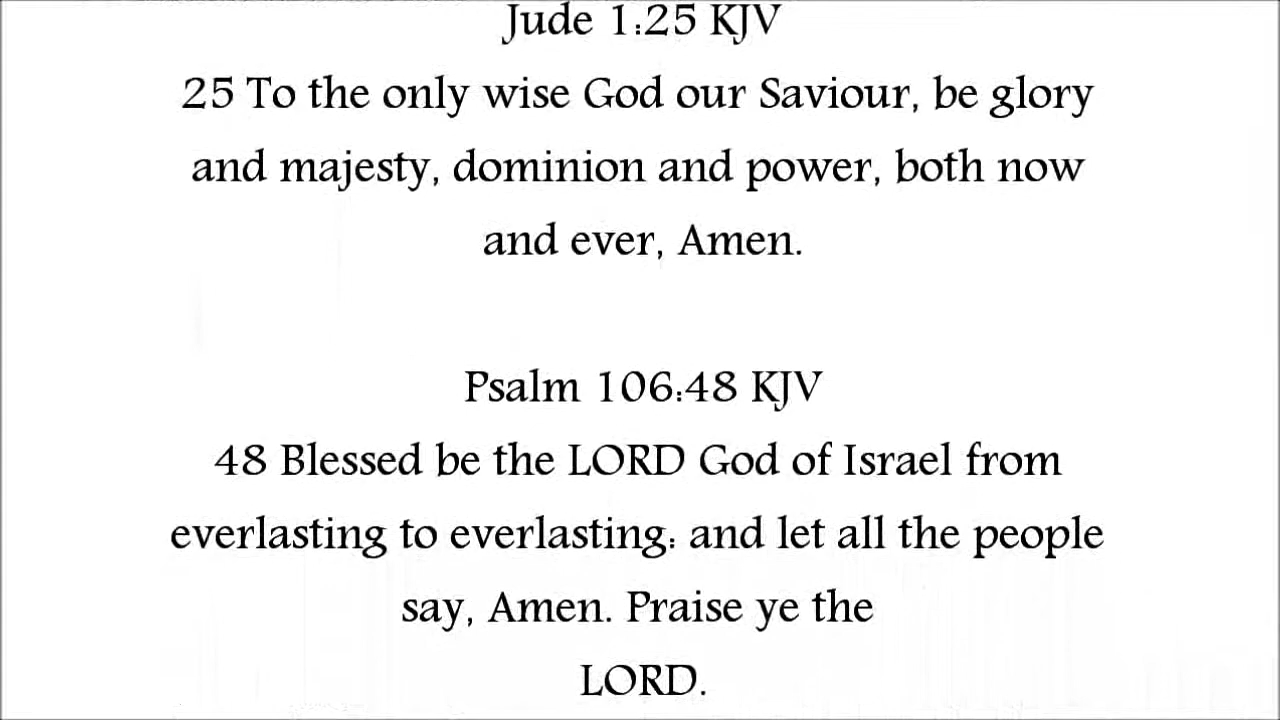 Jude 1:25 KJV
25 To the only wise God our Saviour, be glory
and majesty, dominion and power, both now
and ever, Amen.
Psalm 106:48 KJV
48 Blessed be the LORD God of Israel from
everlasting to everlasting: and let all the people
say, Amen. Praise ye the
LORD.